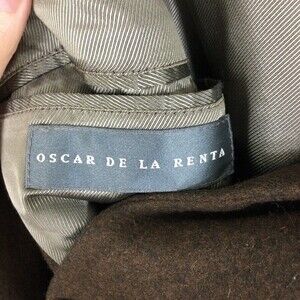 OSCAR DE LA RENTA